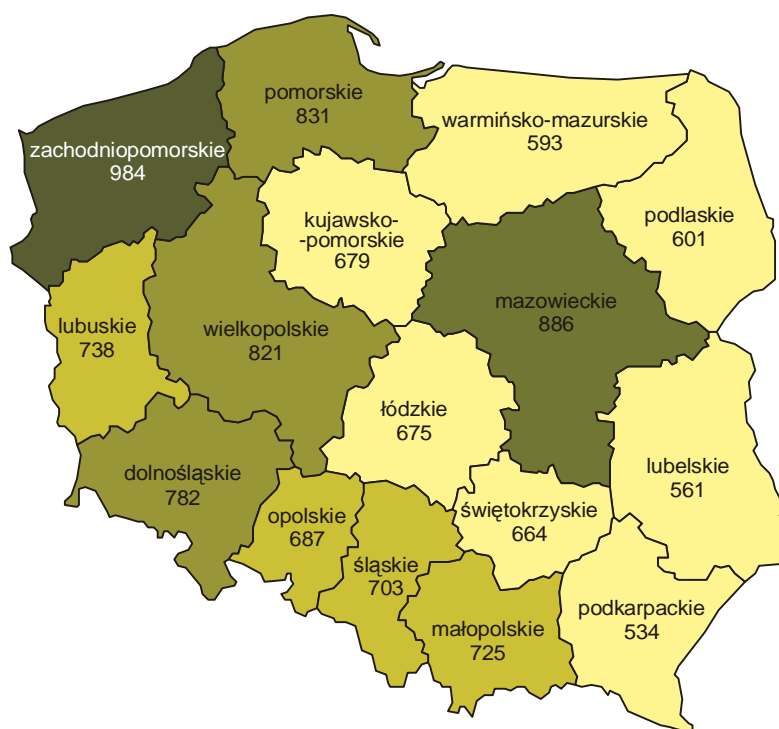 pomorskie
831
warmińsko-mazurskie
593
zachodniopomorskie
984
kujawsko-
-pomorskie
679
podlaskie
601
mazowieckie
886
lubuskie
738
wielkopolskie
821
łódzkie
675
lubelskie
561
dolnośląskie
782
opolskie
687
świętokrzyskie
664
śląskie
703
małopolskie
725
podkarpackie
534